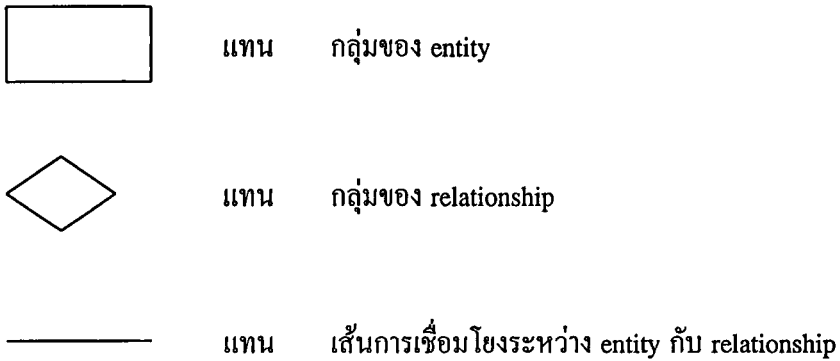 แทน กลุ่มของ entity
แทน กลุ่มของ relationship
แทน เส้นการเชื่อมโยงระหว่าง entity กับ relationship